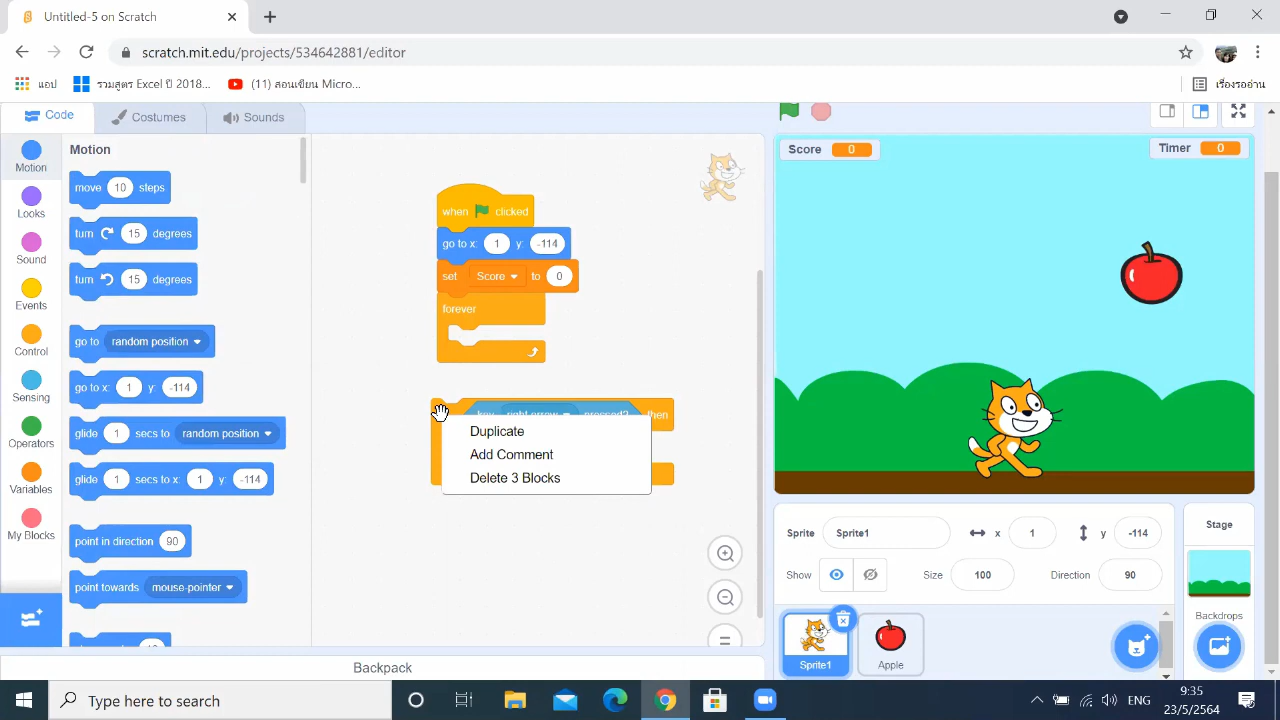 Untitled-5 on Scratch
scratch.mit.edu/projects/534642881/editor
แอป
รวมสูตร Excel ปี 2018...
(11) สอนเขียน Micro...
เรื่องรออ่าน
Code
Costumes
Sounds
Motion
Looks
Sound
Events
Control
Sensing
Operators
Variables
My Blocks
Motion
move 10 steps
turn 15 degrees
turn 15 degrees
go to random position
go to x: 1 y: -114
glide 1 secs to random position
glide 1 secs to x: 1 y: -114
point in direction 90
point towards mouse-pointer
when clicked
go to x: 1 y: -114
set Score to 0
forever
key right arrow pressed? then
Duplicate
Add Comment
Delete 3 Blocks
Backpack
Score 0
Timer 0
Sprite Sprite1 x 1 y -114
Show Size 100 Direction 90
Sprite1
Apple
Stage
Backdrops
Type here to search
ENG
9:35
23/5/2564